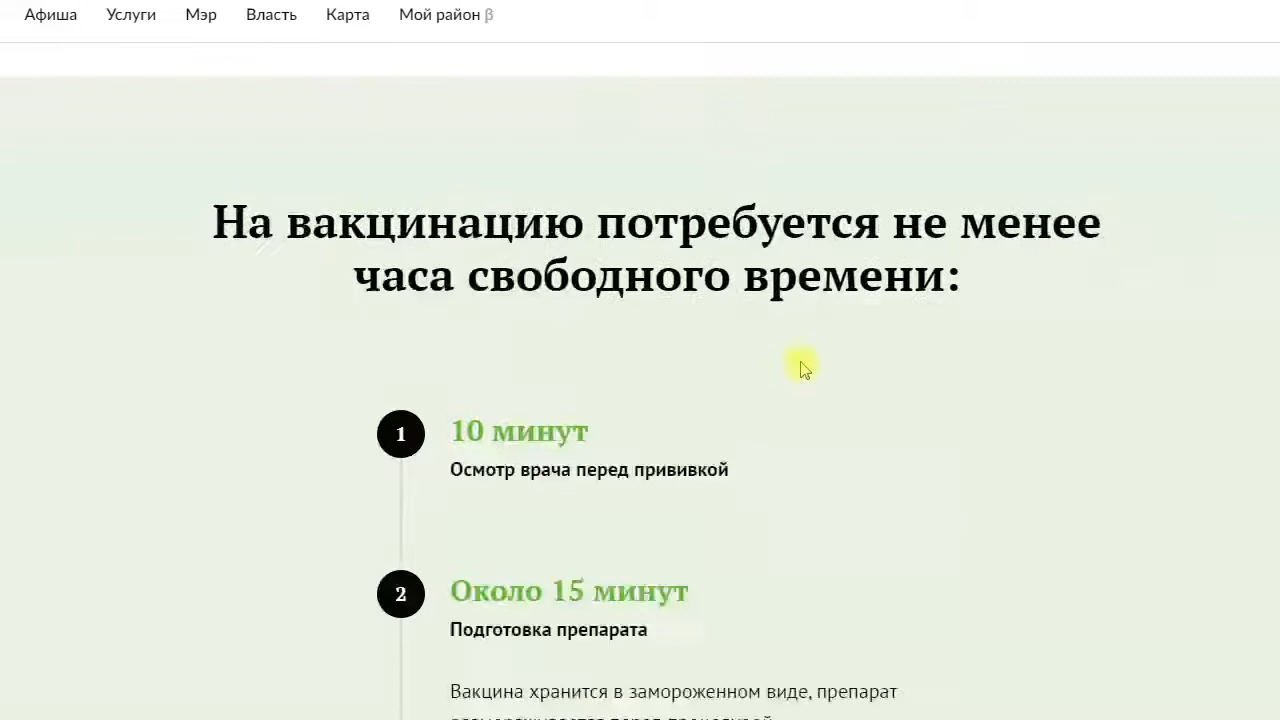 Афиша Услуги Мэр Власть Карта Мой район β
На вакцинацию потребуется не менее
часа свободного времени:
1 10 минут
Осмотр врача перед прививкой
2 Около 15 минут
Подготовка препарата
Вакцина хранится в замороженном виде, препарат